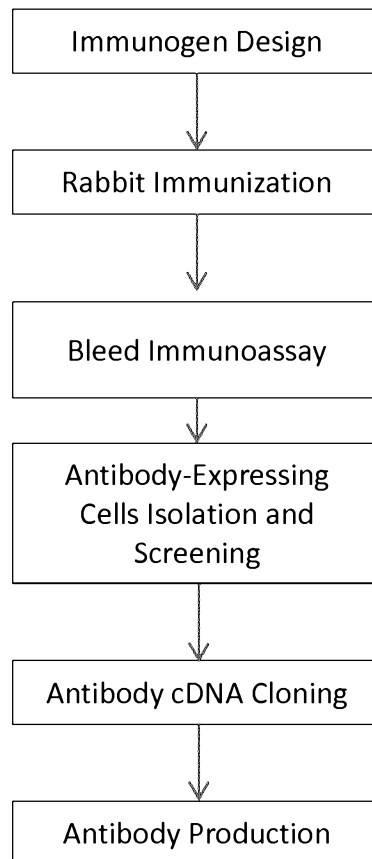 Immunogen Design
Rabbit Immunization
Bleed Immunoassay
Antibody-Expressing
Cells Isolation and
Screening
Antibody cDNA Cloning
Antibody Production